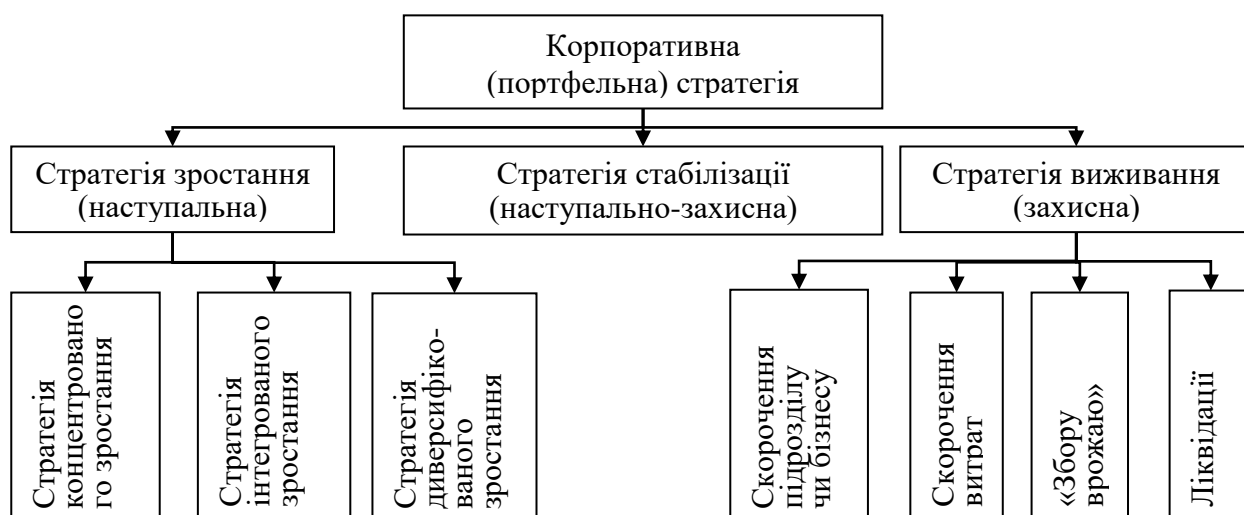 Корпоративна
(портфельна) стратегія
Стратегія зростання
(наступальна)
Стратегія стабілізації
(наступально-захисна)
Стратегія виживання
(захисна)
Стратегія
концентровано
го зростання
Стратегія
інтегрованого
зростання
Стратегія
диверсифіко-
ваного
зростання
Скорочення
підрозділу
чи бізнесу
Скорочення
витрат
«Збору
врожаю»
Ліквідації